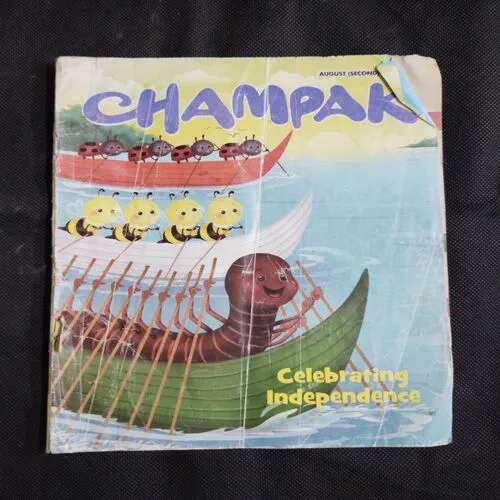 AUGUST (SECOND)
CHAMPAK
Celebrating
Independence